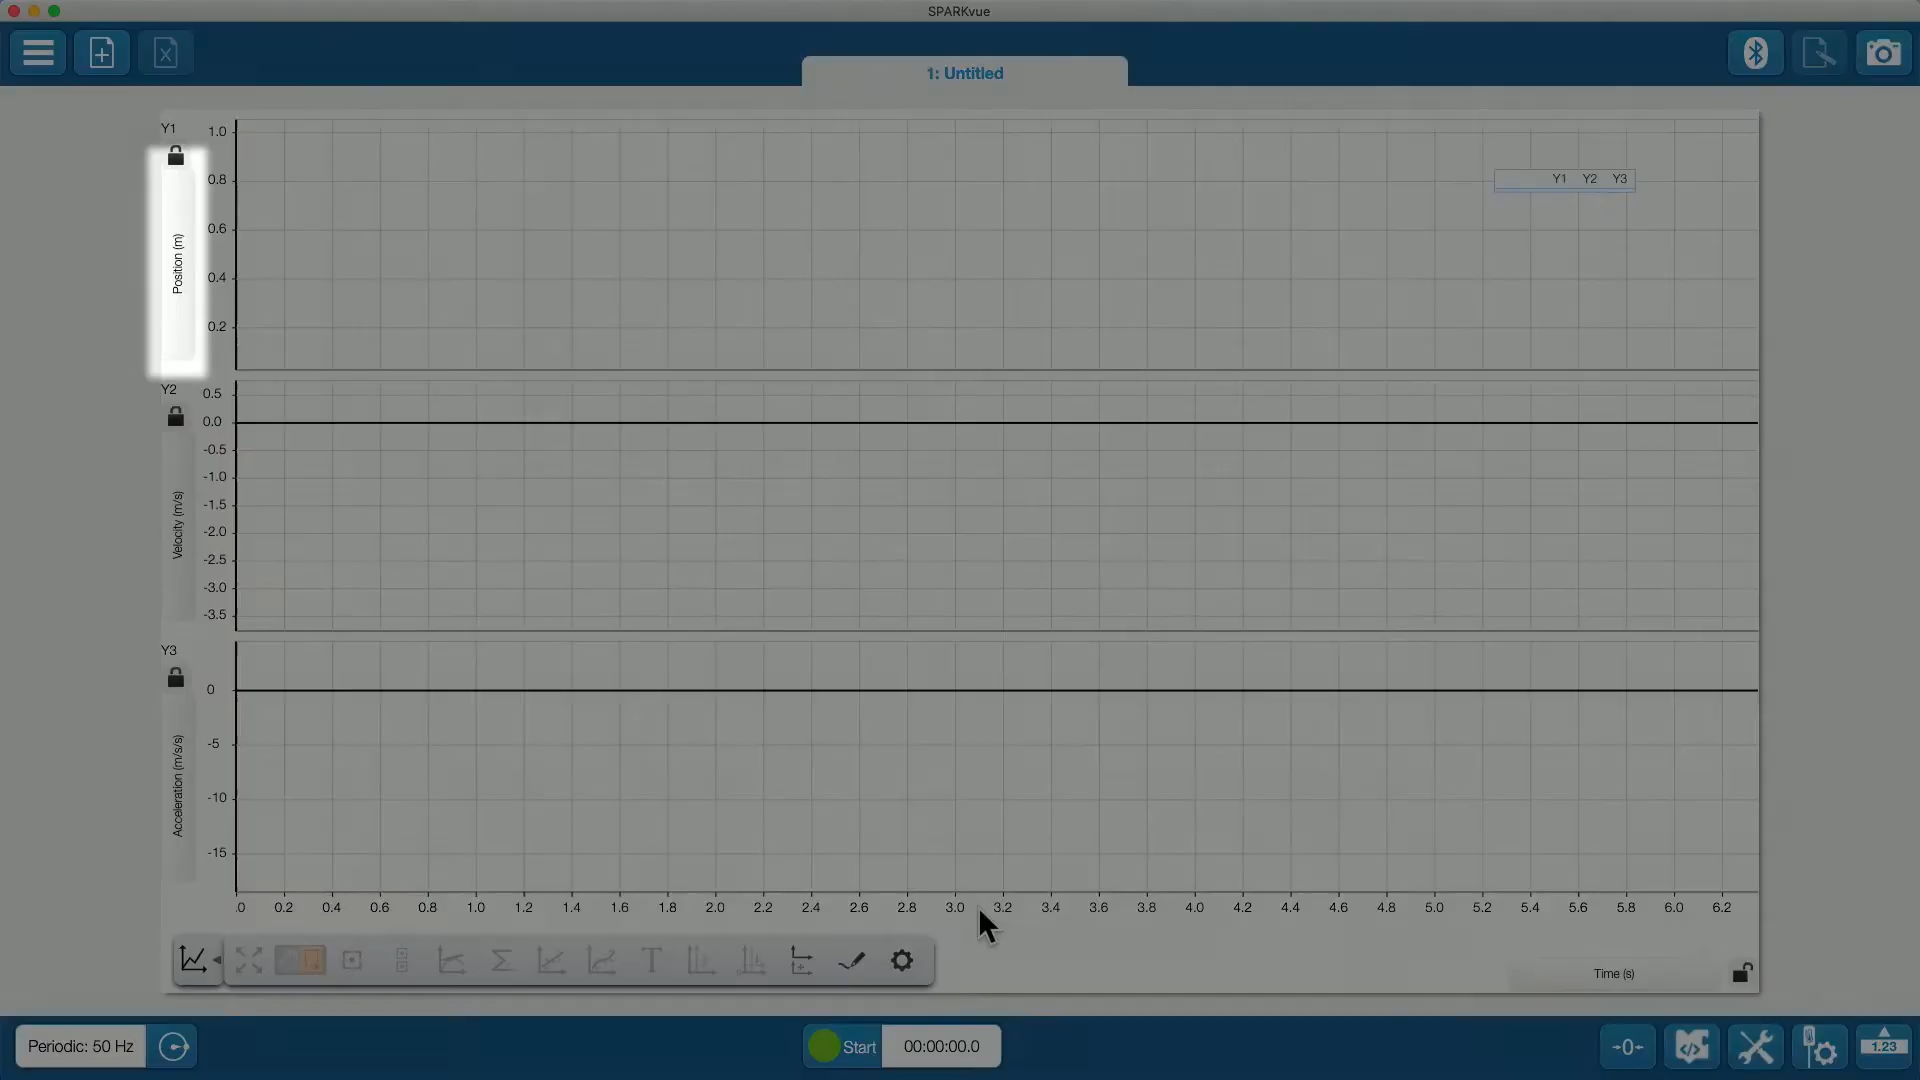 SPARKvue
1: Untitled
Y1
1.0
0.8
0.6
0.4
0.2
Position (m)
Y1 Y2 Y3
Y2
0.5
0.0
-0.5
-1.0
-1.5
-2.0
-2.5
-3.0
-3.5
Velocity (m/s)
Y3
0
-5
-10
-15
Acceleration (m/s/s)
.0 0.2 0.4 0.6 0.8 1.0 1.2 1.4 1.6 1.8 2.0 2.2 2.4 2.6 2.8 3.0 3.2 3.4 3.6 3.8 4.0 4.2 4.4 4.6 4.8 5.0 5.2 5.4 5.6 5.8 6.0 6.2
Time (s)
Periodic: 50 Hz
Start 00:00:00.0
-0-
1.23